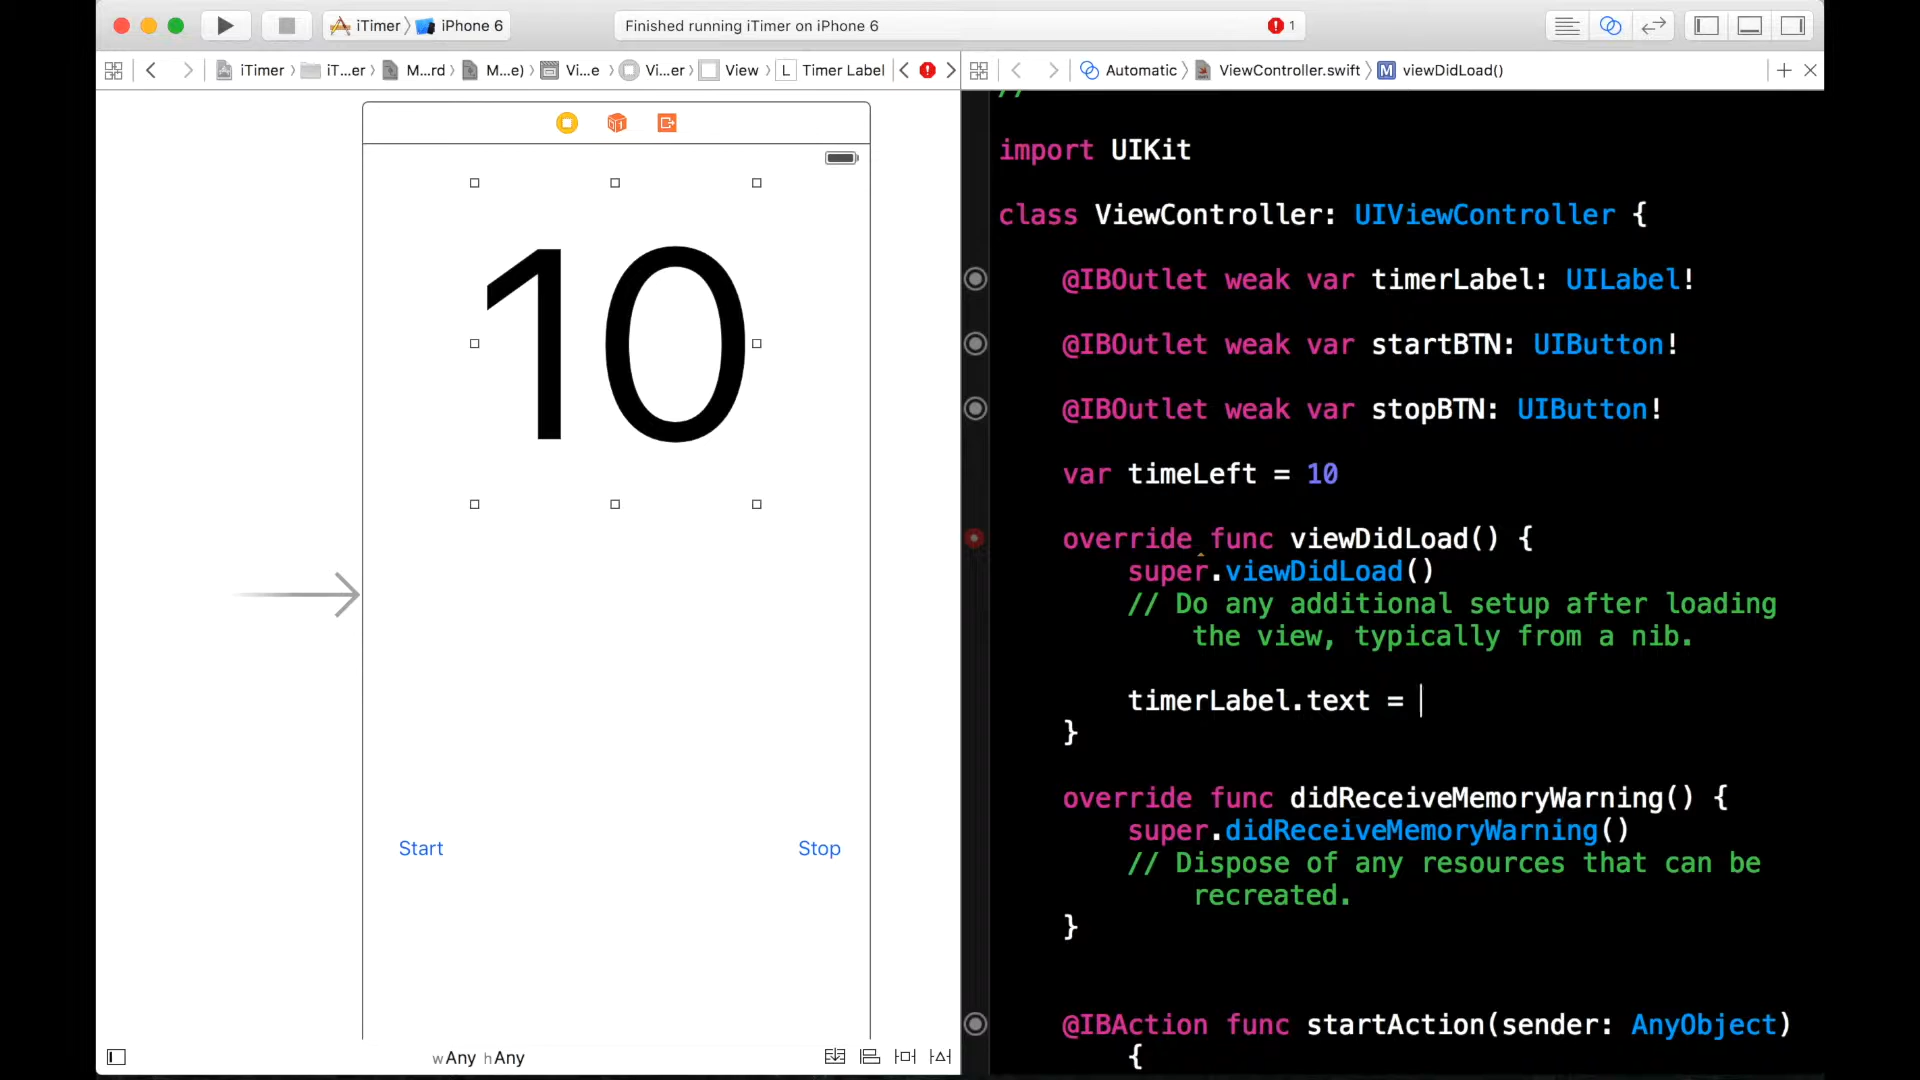 iTimer 〉 iPhone 6
Finished running iTimer on iPhone 6
1
iTimer 〉 iT...er 〉 M...rd 〉 M...e) 〉 Vi...e 〉 Vi...er 〉 View 〉 L Timer Label
Automatic 〉 ViewController.swift 〉 M viewDidLoad()
10
Start
Stop
wAny hAny
//
import UIKit
class ViewController: UIViewController {
@IBOutlet weak var timerLabel: UILabel!
@IBOutlet weak var startBTN: UIButton!
@IBOutlet weak var stopBTN: UIButton!
var timeLeft = 10
override func viewDidLoad() {
super.viewDidLoad()
// Do any additional setup after loading
the view, typically from a nib.
timerLabel.text =
}
override func didReceiveMemoryWarning() {
super.didReceiveMemoryWarning()
// Dispose of any resources that can be
recreated.
}
@IBAction func startAction(sender: AnyObject)
{